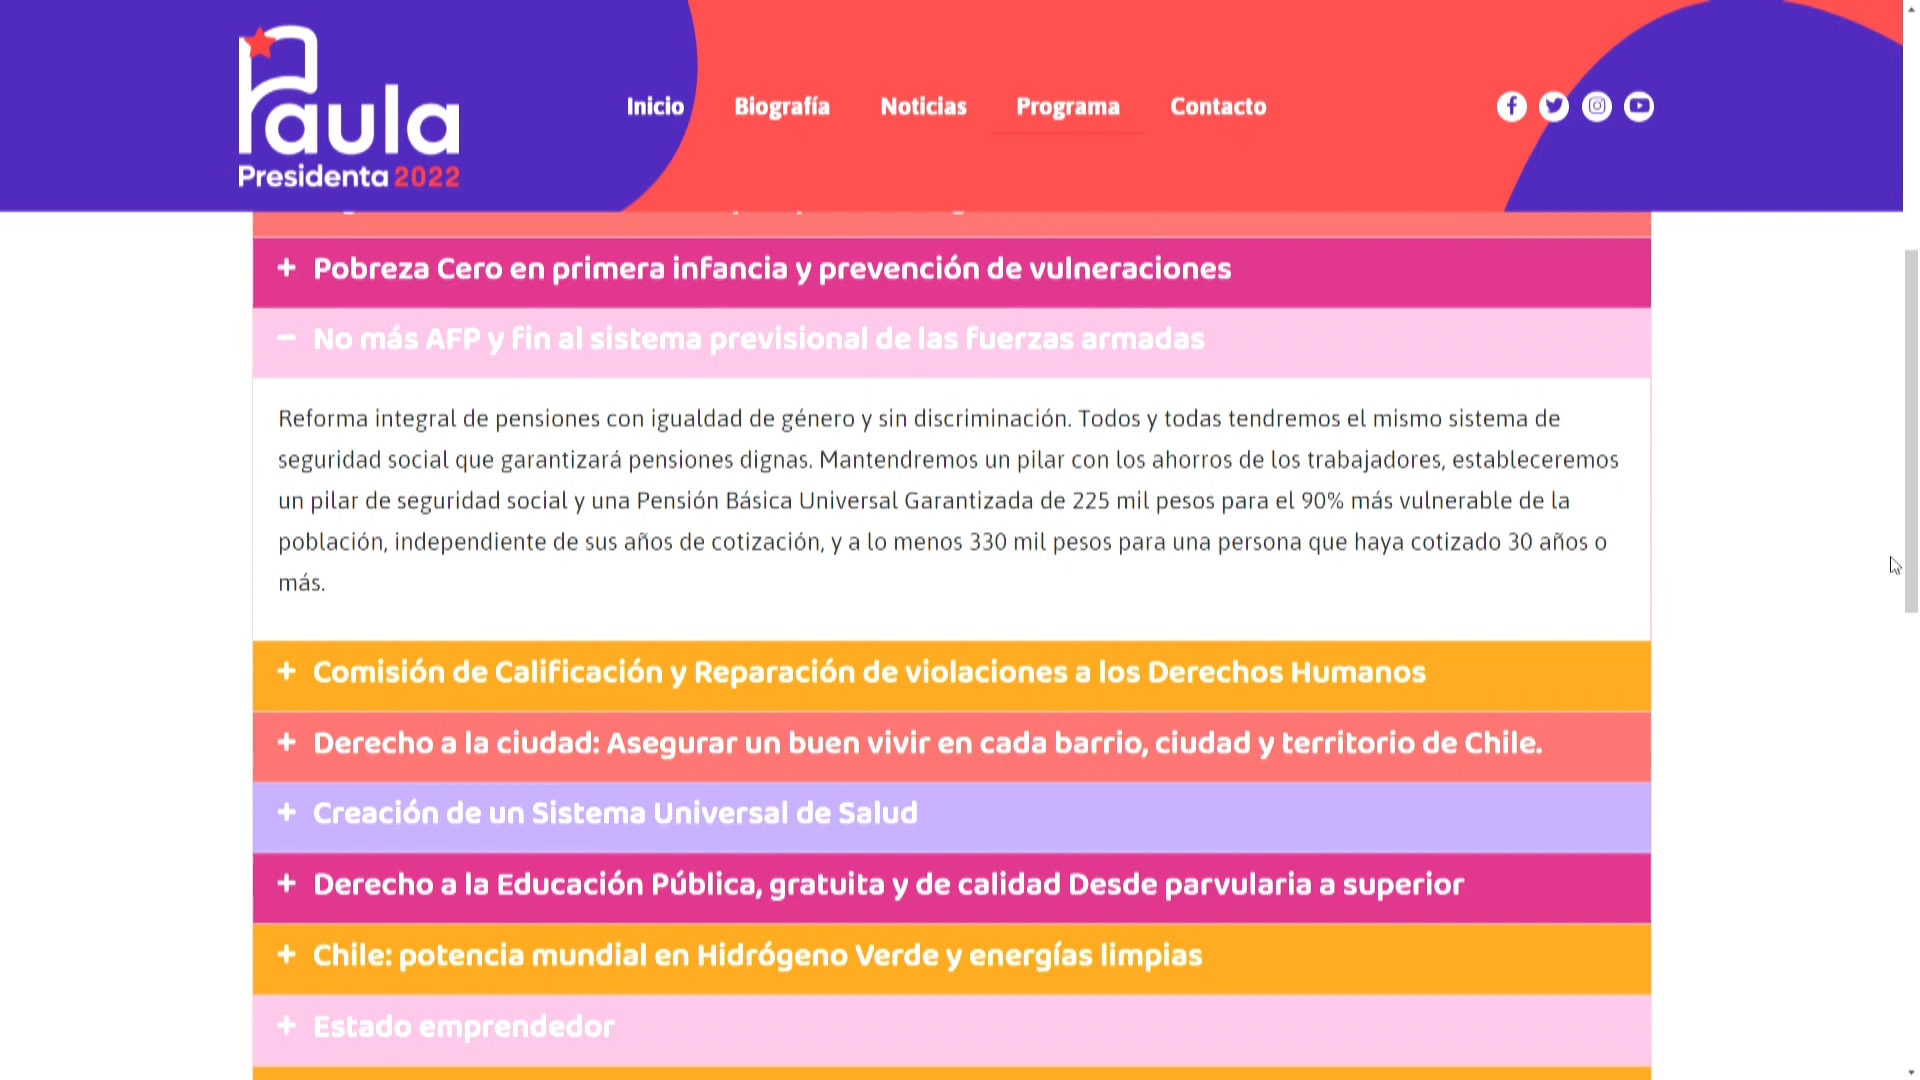 Paula
Presidenta 2022
Inicio
Biografía
Noticias
Programa
Contacto
+ Pobreza Cero en primera infancia y prevención de vulneraciones
− No más AFP y fin al sistema previsional de las fuerzas armadas
Reforma integral de pensiones con igualdad de género y sin discriminación. Todos y todas tendremos el mismo sistema de
seguridad social que garantizará pensiones dignas. Mantendremos un pilar con los ahorros de los trabajadores, estableceremos
un pilar de seguridad social y una Pensión Básica Universal Garantizada de 225 mil pesos para el 90% más vulnerable de la
población, independiente de sus años de cotización, y a lo menos 330 mil pesos para una persona que haya cotizado 30 años o
más.
+ Comisión de Calificación y Reparación de violaciones a los Derechos Humanos
+ Derecho a la ciudad: Asegurar un buen vivir en cada barrio, ciudad y territorio de Chile.
+ Creación de un Sistema Universal de Salud
+ Derecho a la Educación Pública, gratuita y de calidad Desde parvularia a superior
+ Chile: potencia mundial en Hidrógeno Verde y energías limpias
+ Estado emprendedor